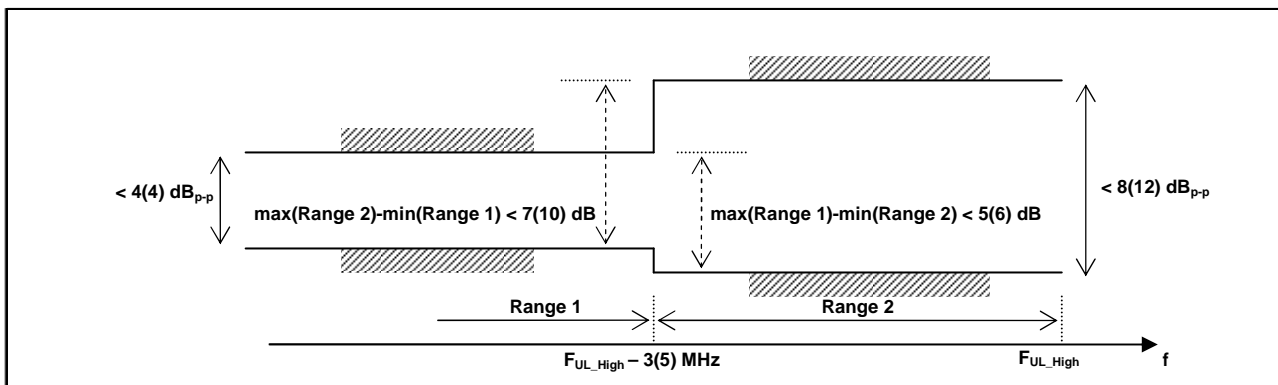 < 4(4) dBp-p
max(Range 2)-min(Range 1) < 7(10) dB
max(Range 1)-min(Range 2) < 5(6) dB
< 8(12) dBp-p
Range 1
Range 2
FUL_High – 3(5) MHz
FUL_High
f